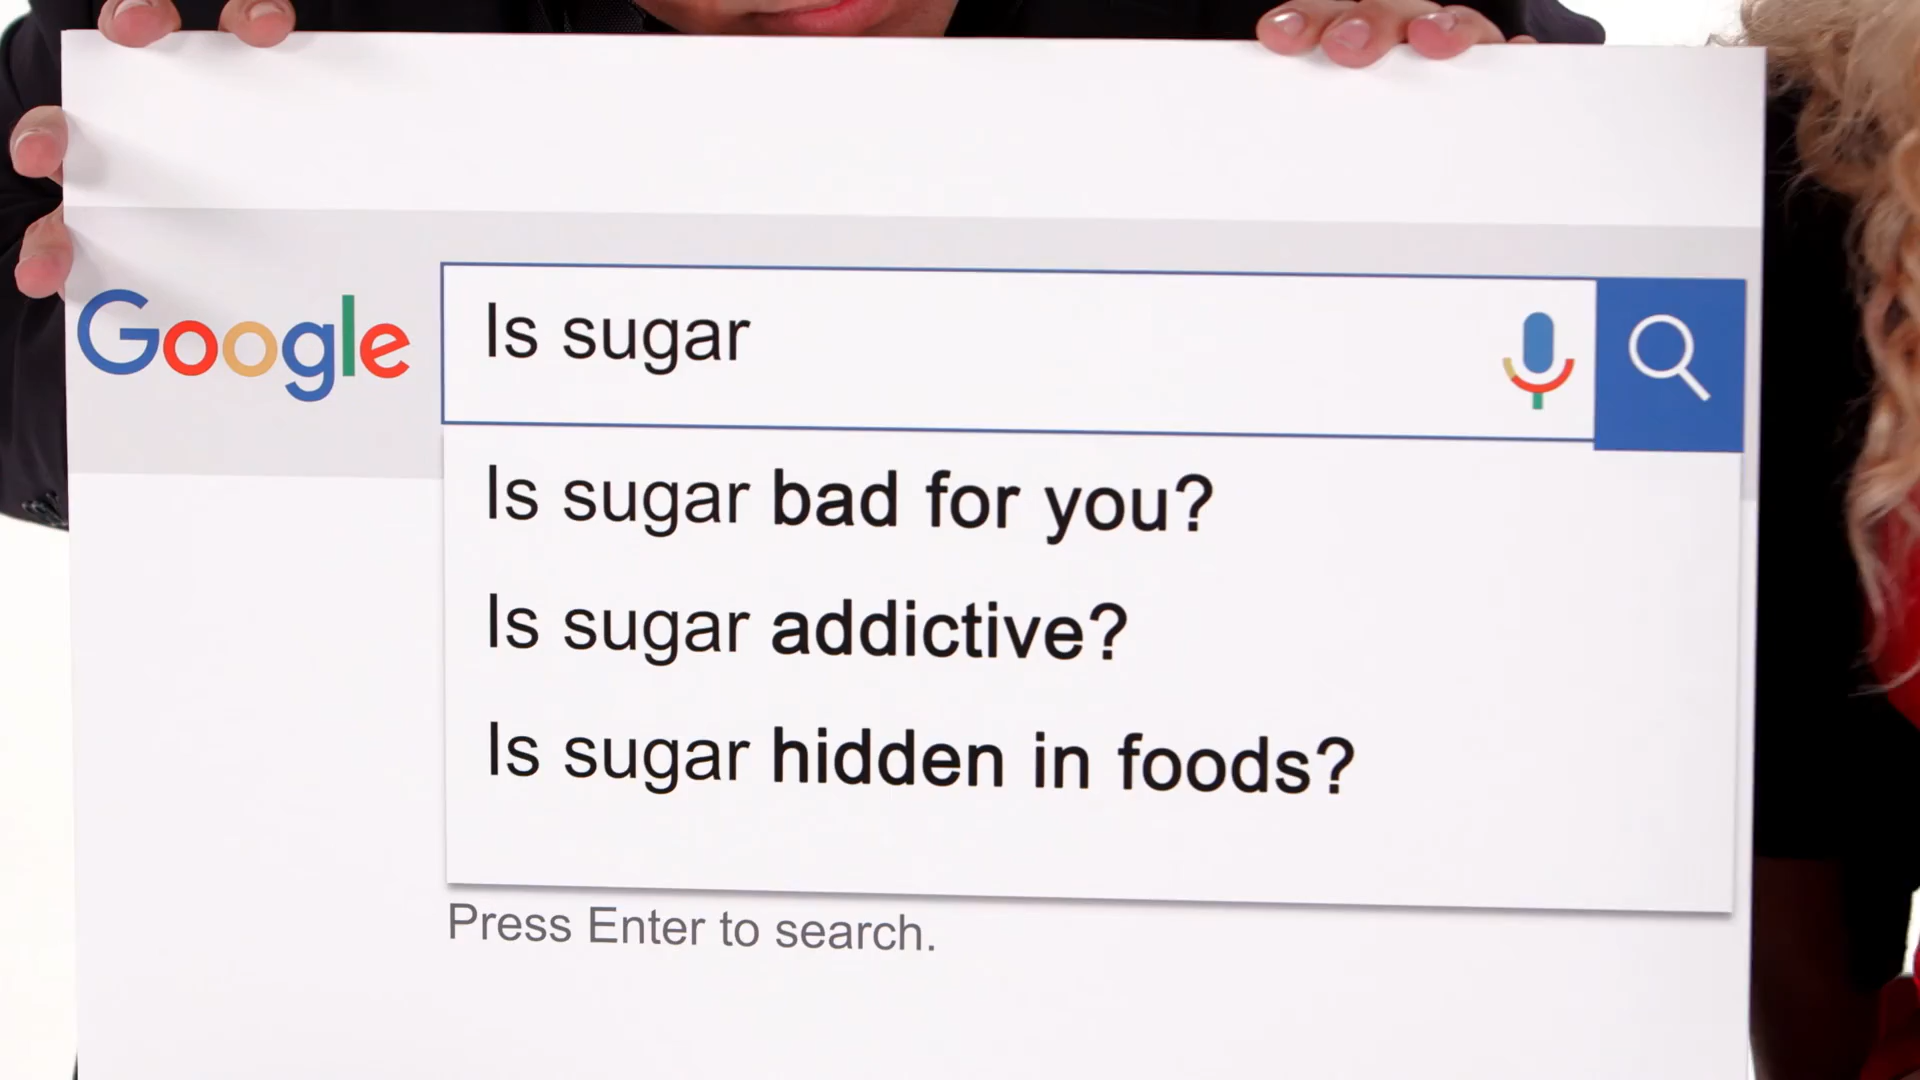 Google
Is sugar
Is sugar bad for you?
Is sugar addictive?
Is sugar hidden in foods?
Press Enter to search.